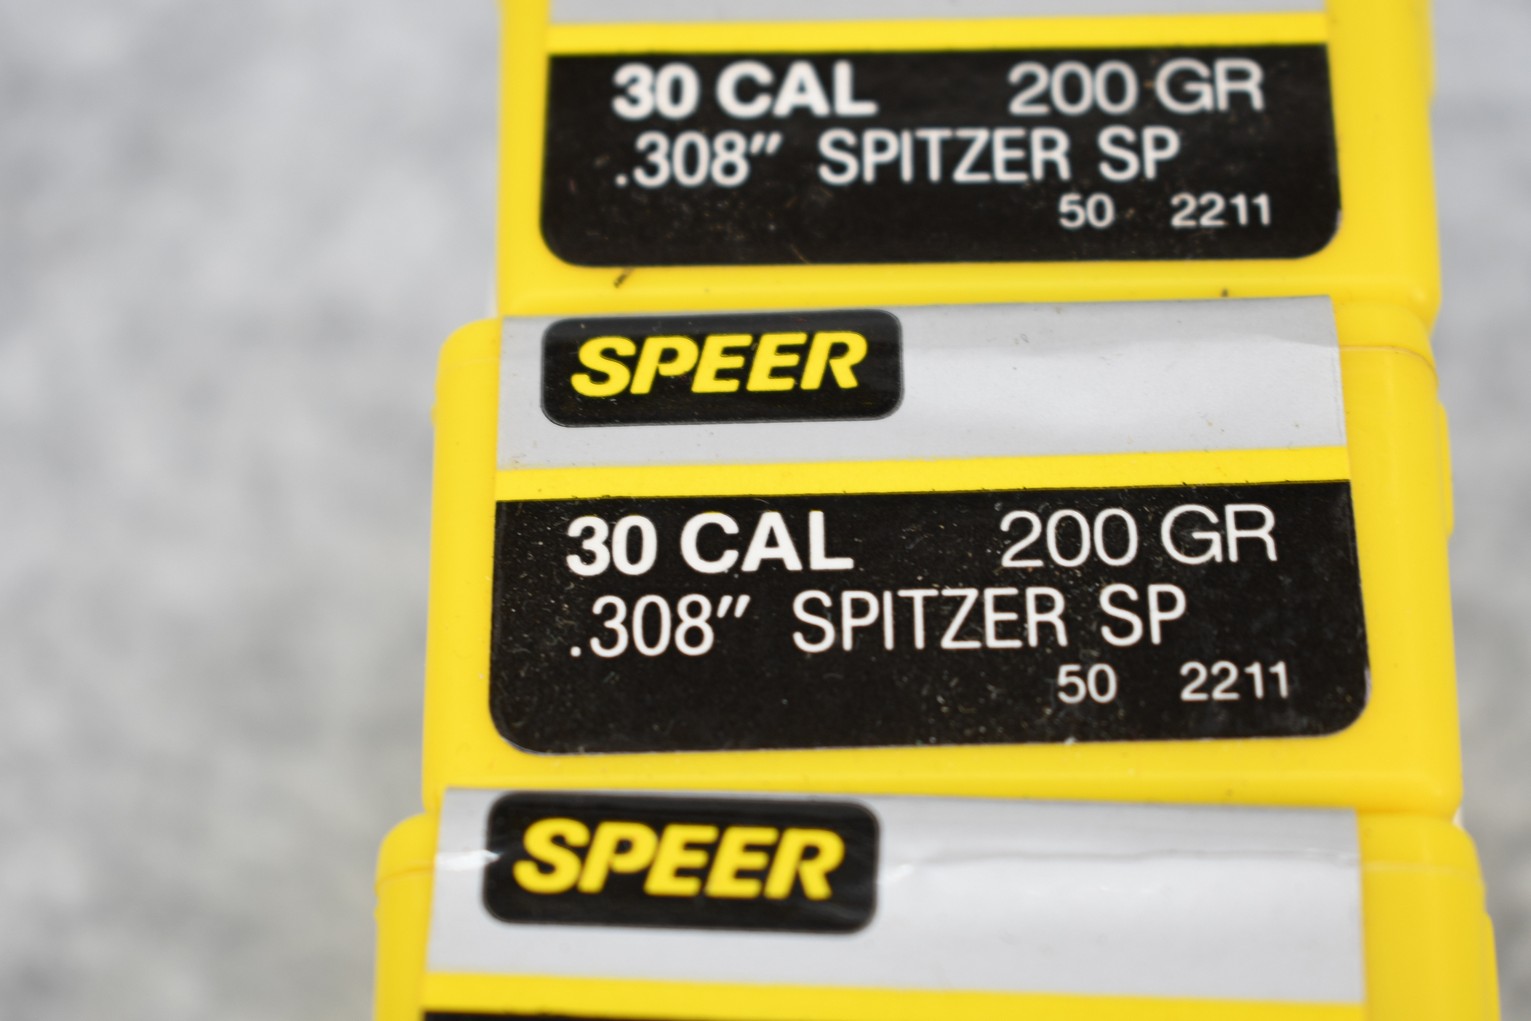 30 CAL 200 GR
.308″ SPITZER SP
50 2211
SPEER
30 CAL 200 GR
.308″ SPITZER SP
50 2211
SPEER